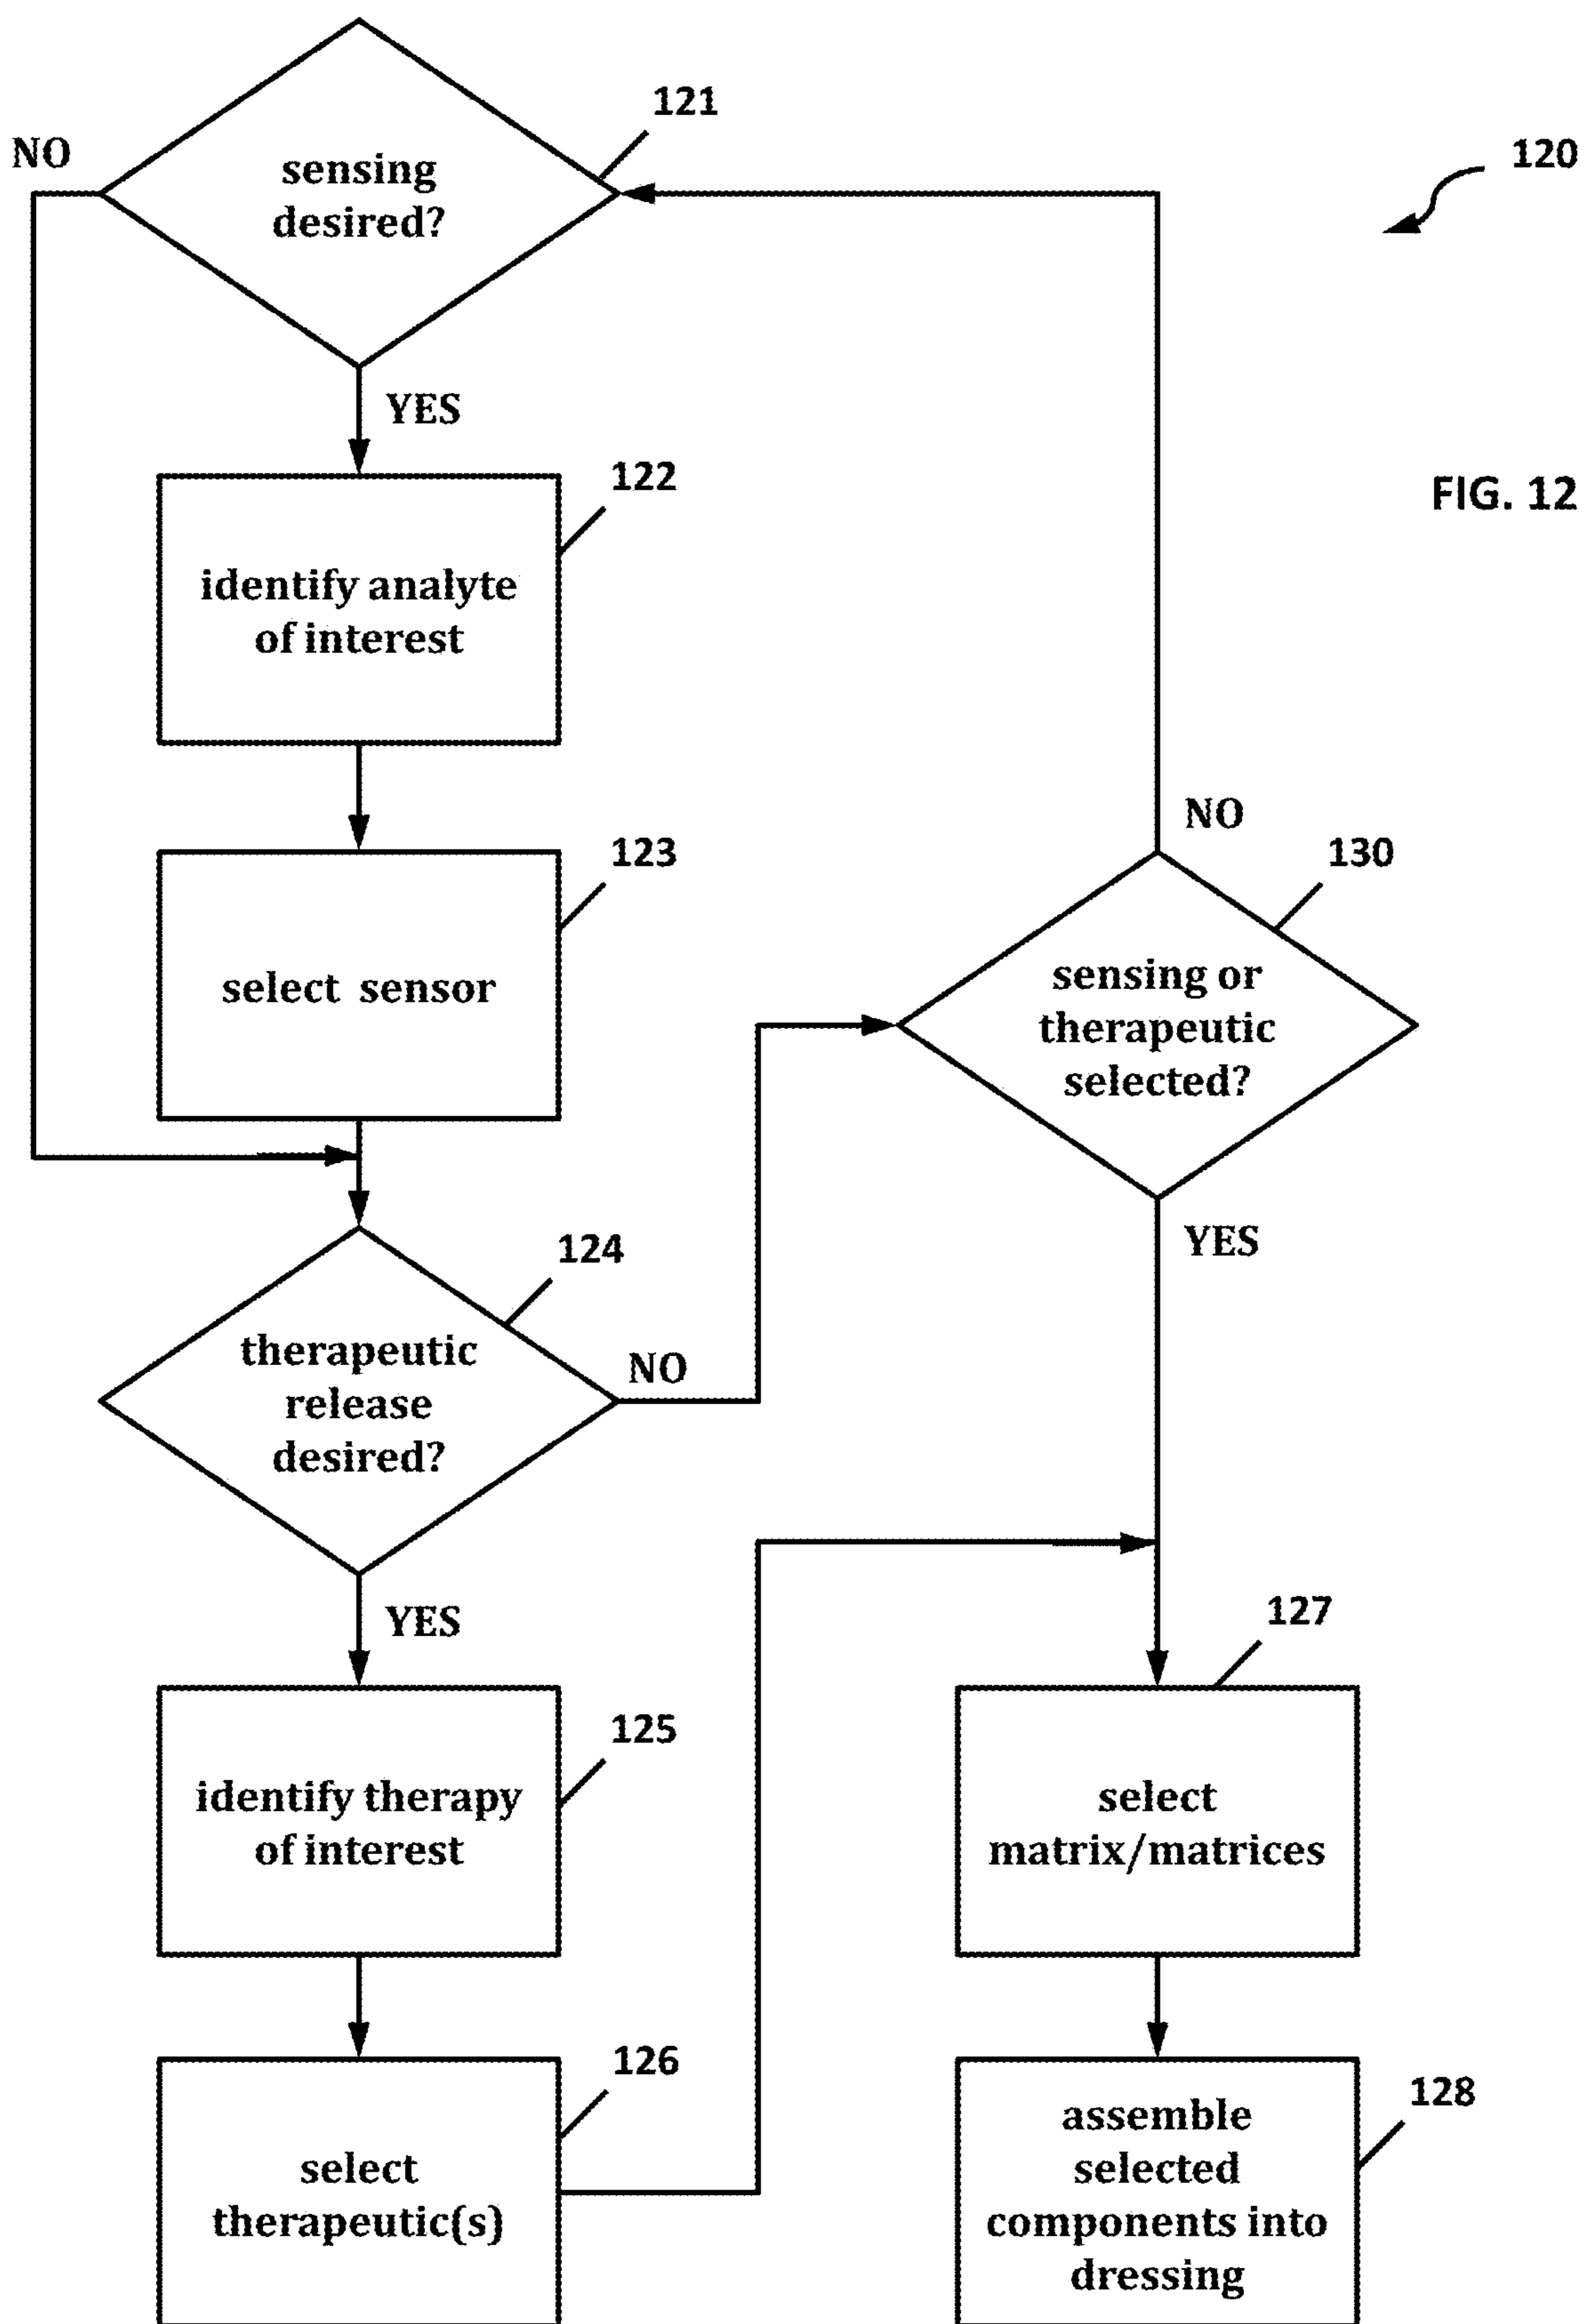 121
NO
120
sensing
desired?
YES
122
FIG. 12
identify analyte
of interest
NO
123
130
select sensor
sensing or
therapeutic
selected?
YES
124
therapeutic
release
desired?
NO
YES
127
125
identify therapy
of interest
select
matrix/matrices
126
128
select
therapeutic(s)
assemble
selected
components into
dressing